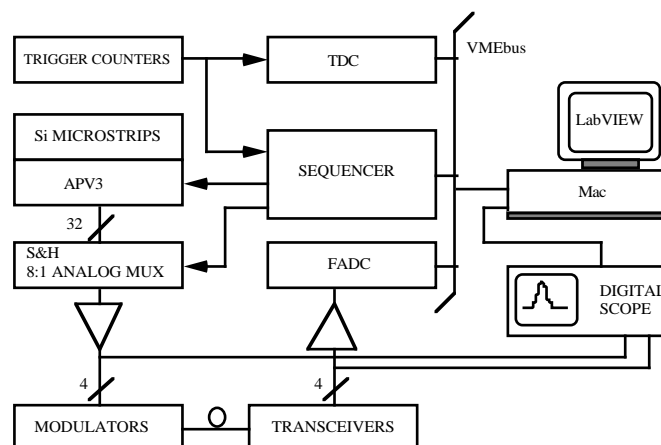 TRIGGER COUNTERS
TDC
VMEbus
LabVIEW
Si MICROSTRIPS
SEQUENCER
APV3
Mac
32
S&H
8:1 ANALOG MUX
FADC
DIGITAL
SCOPE
4
4
MODULATORS
TRANSCEIVERS